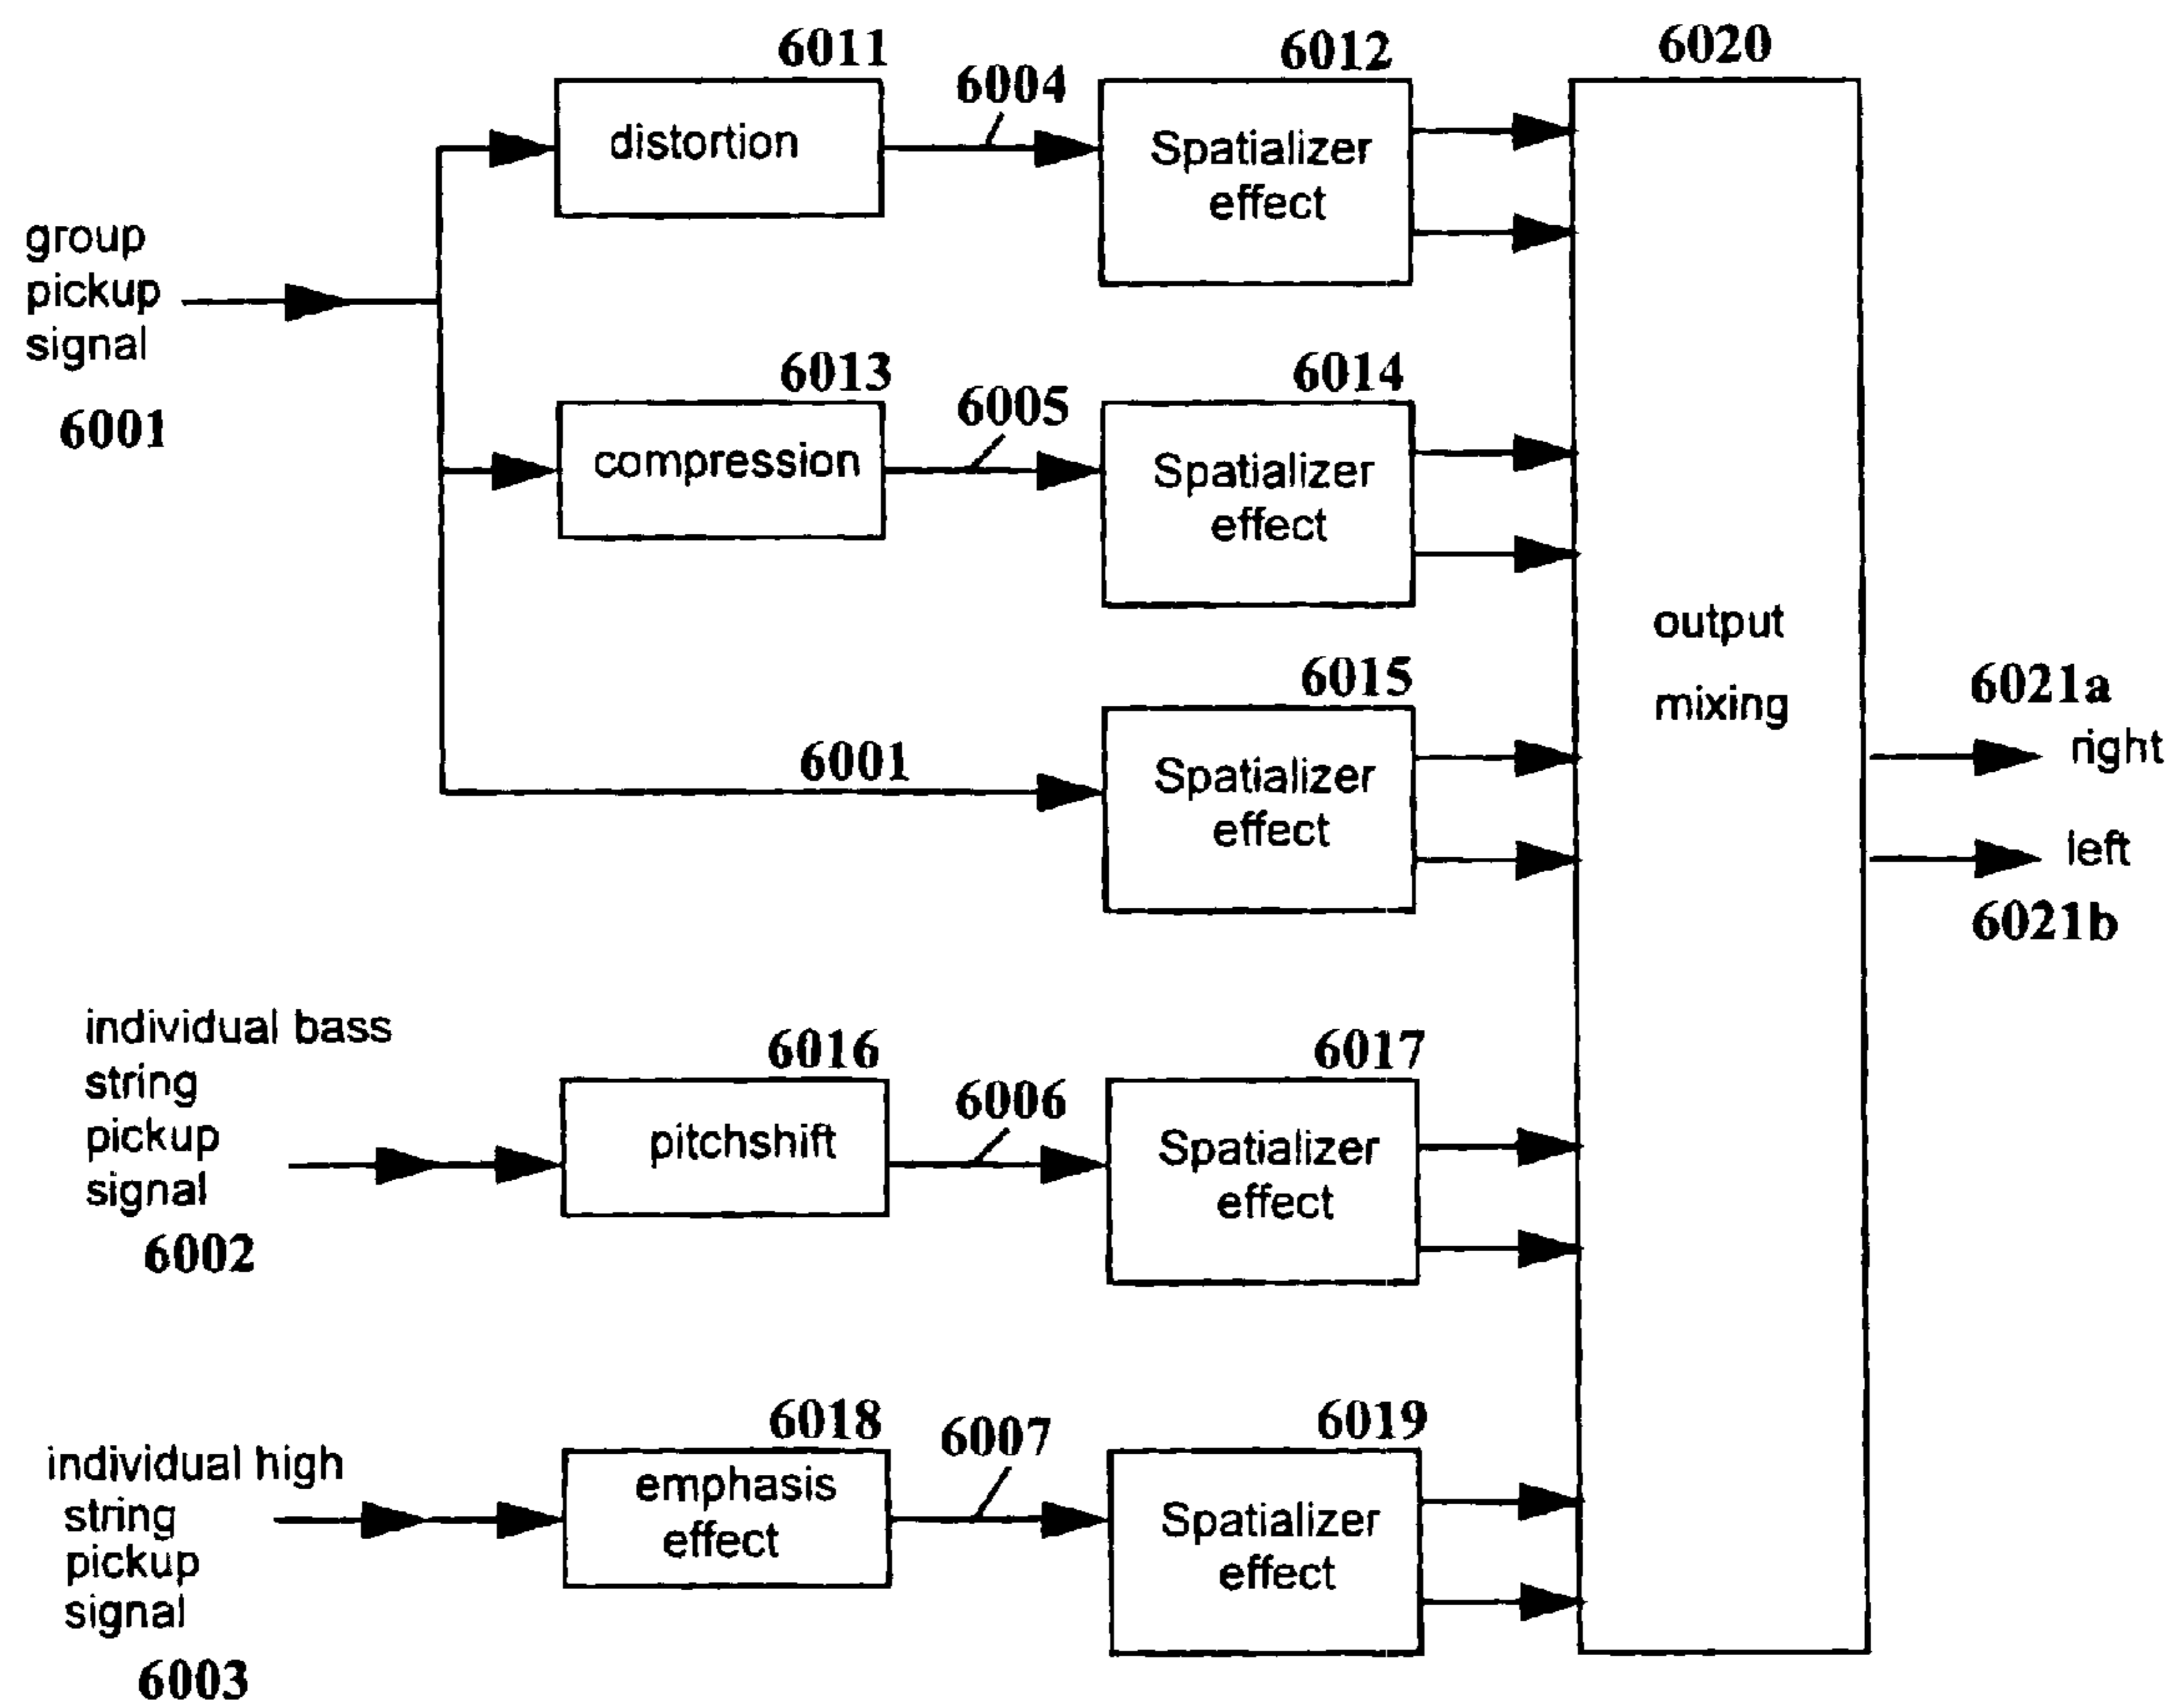 6011
6012
6020
6004
distortion
Spatializer
effect
group
pickup
signal
6001
6013
6014
6005
compression
Spatializer
effect
output
mixing
6015
6001
Spatializer
effect
6021a
right
left
6021b
individual bass
string
pickup
signal
6002
6016
6017
6006
pitchshift
Spatializer
effect
6018
6019
6007
individual high
string
pickup
signal
6003
emphasis
effect
Spatializer
effect